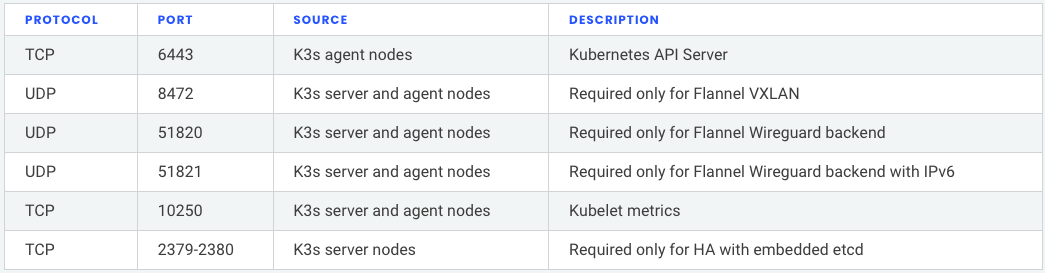 PROTOCOL PORT SOURCE DESCRIPTION
TCP 6443 K3s agent nodes Kubernetes API Server
UDP 8472 K3s server and agent nodes Required only for Flannel VXLAN
UDP 51820 K3s server and agent nodes Required only for Flannel Wireguard backend
UDP 51821 K3s server and agent nodes Required only for Flannel Wireguard backend with IPv6
TCP 10250 K3s server and agent nodes Kubelet metrics
TCP 2379-2380 K3s server nodes Required only for HA with embedded etcd